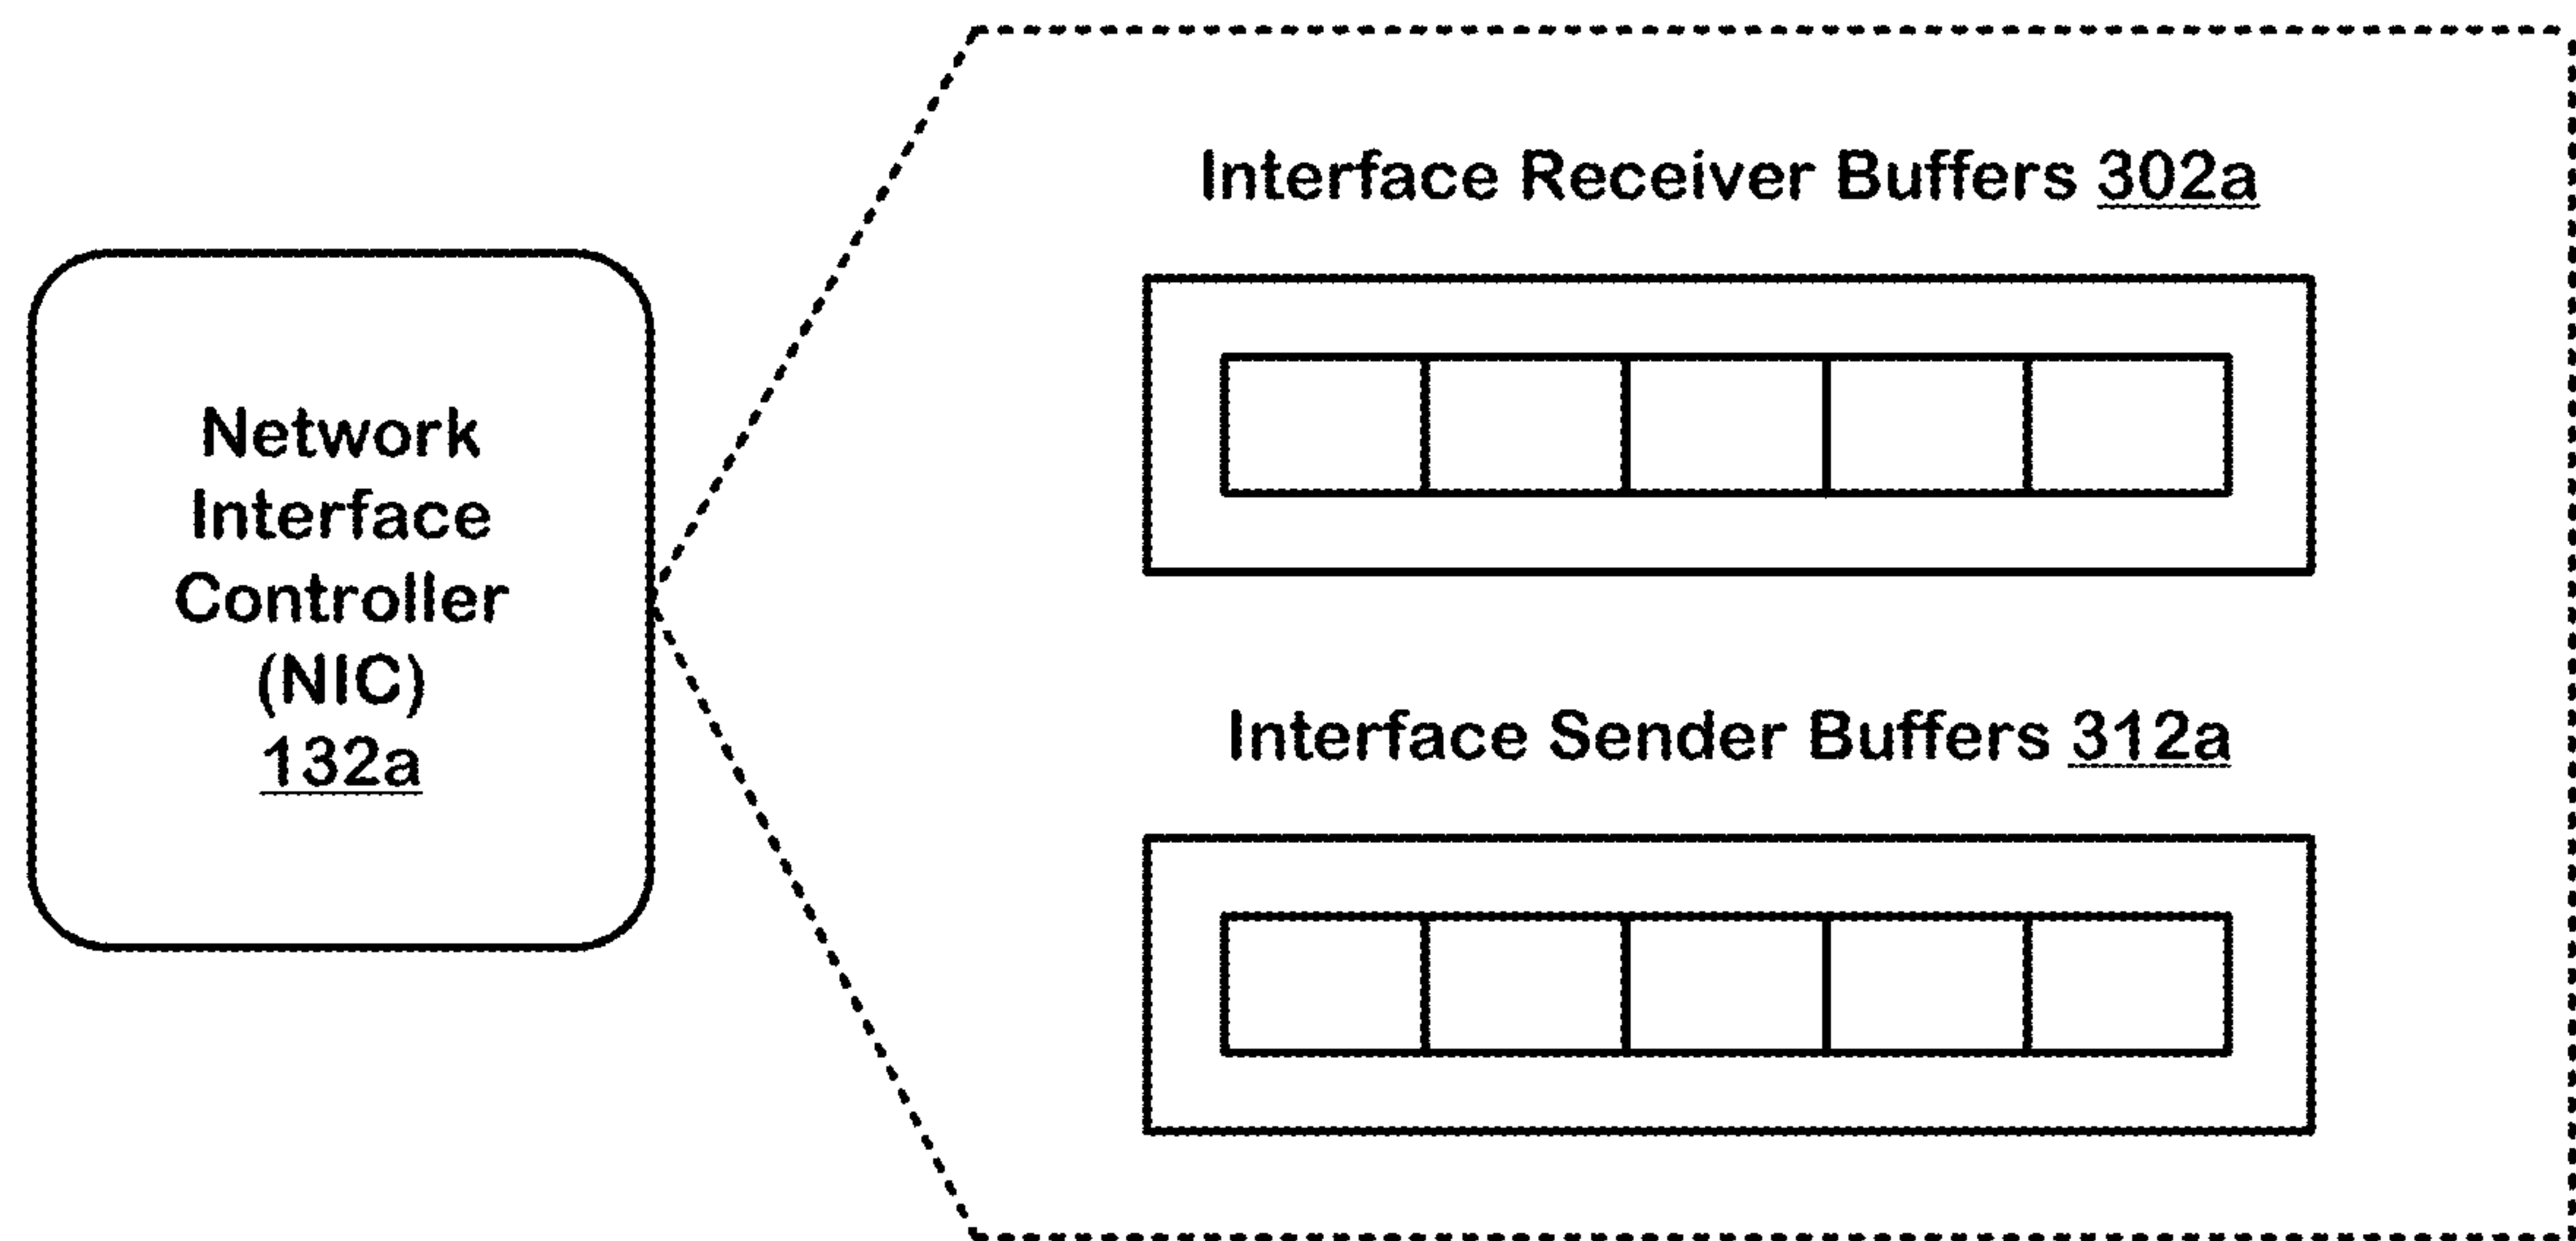 Network
Interface
Controller
(NIC)
132a
Interface Receiver Buffers 302a
Interface Sender Buffers 312a